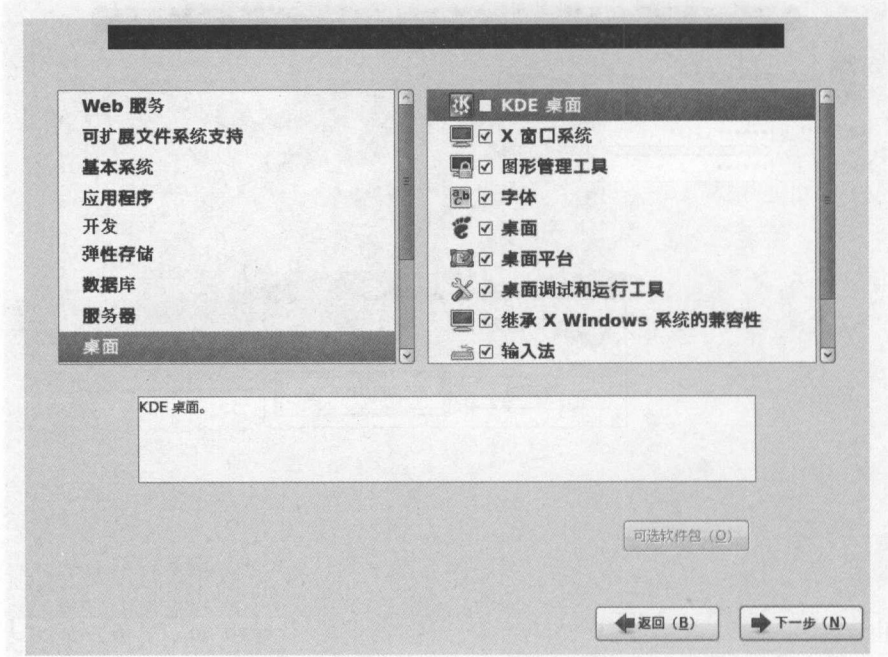 Web 服务
可扩展文件系统支持
基本系统
应用程序
开发
弹性存储
数据库
服务器
桌面
KDE 桌面
X 窗口系统
图形管理工具
字体
桌面
桌面平台
桌面调试和运行工具
继承 X Windows 系统的兼容性
输入法
KDE 桌面。
可选软件包 (O)
返回 (B)
下一步 (N)